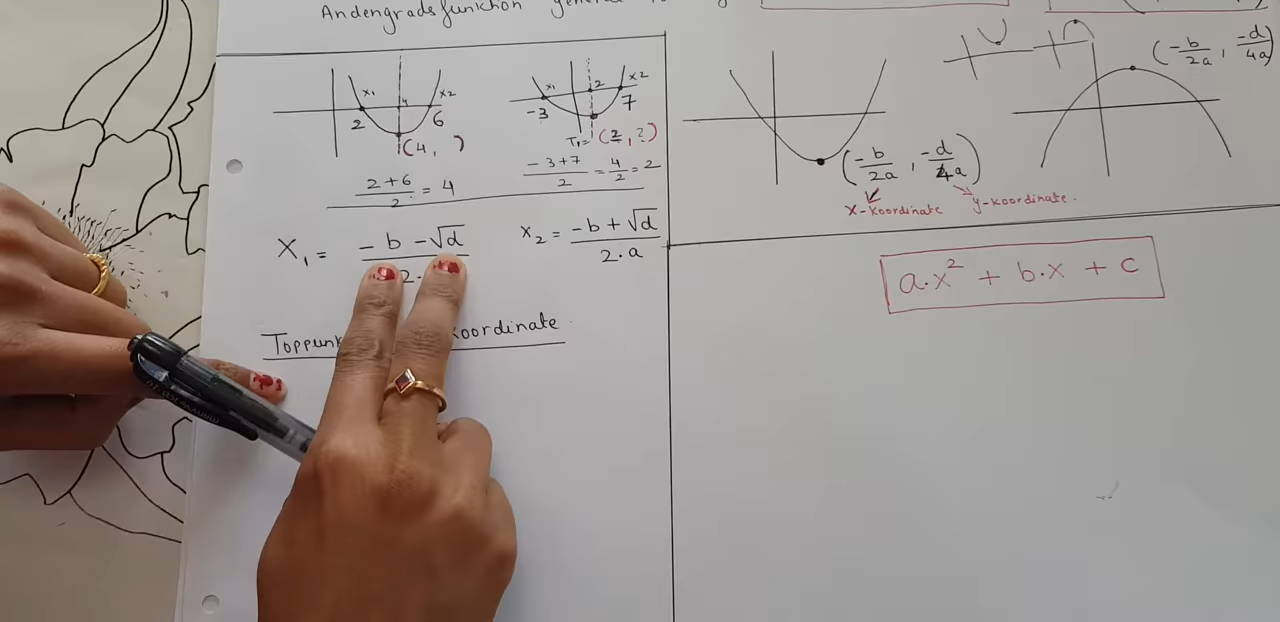 Andengradsfunktion
x₁ x₂
4
2 6
(4, )
2+6/2 = 4
x₁ x₂
2
-3 7
T₁= (2, ?)
-3+7/2 = 4/2 = 2
X₁ = -b - √d / 2·
x₂ = -b + √d / 2·a
koordinate
(-b/2a , -d/4a)
(-b/2a , -d/4a)
x-koordinate y-koordinate.
a·x² + b·x + c